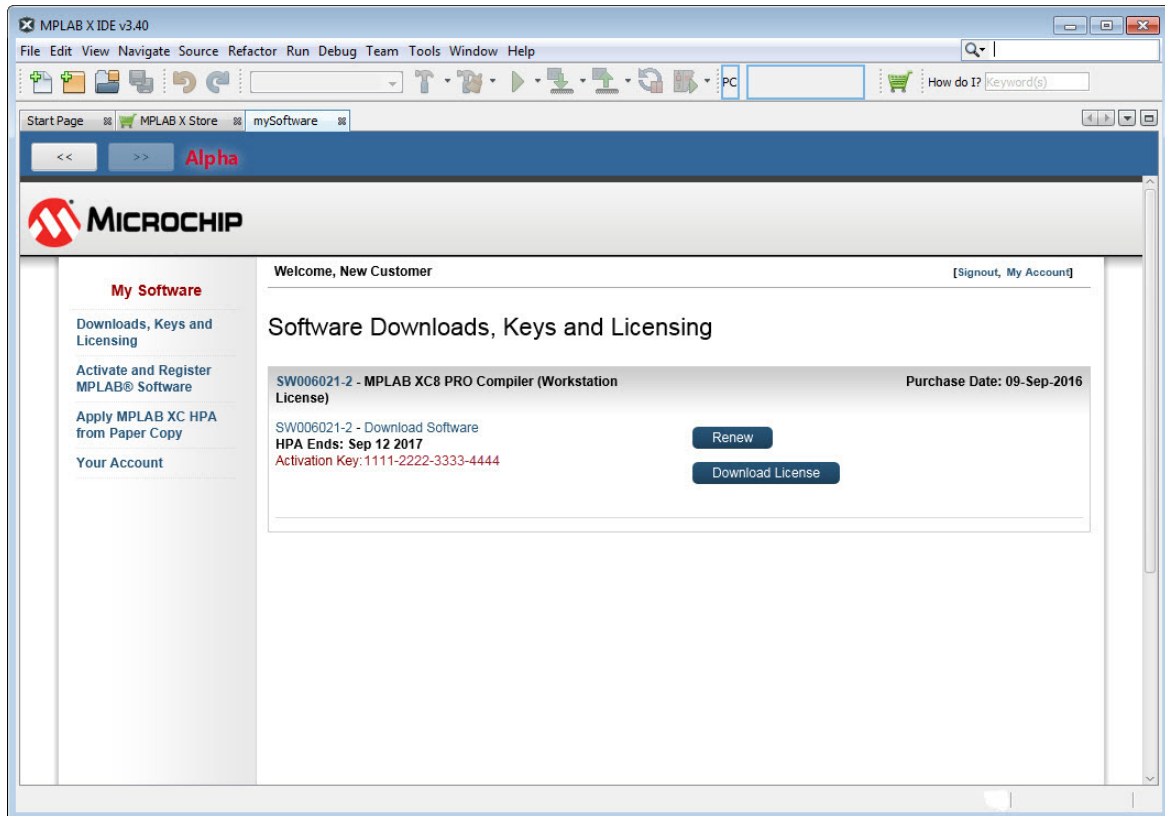 MPLAB X IDE v3.40
File Edit View Navigate Source Refactor Run Debug Team Tools Window Help
PC
How do I? Keyword(s)
Start Page MPLAB X Store mySoftware
<< >> Alpha
MICROCHIP
My Software
Downloads, Keys and
Licensing
Activate and Register
MPLAB® Software
Apply MPLAB XC HPA
from Paper Copy
Your Account
Welcome, New Customer [Signout, My Account]
Software Downloads, Keys and Licensing
SW006021-2 - MPLAB XC8 PRO Compiler (Workstation
License)
Purchase Date: 09-Sep-2016
SW006021-2 - Download Software
HPA Ends: Sep 12 2017
Activation Key:1111-2222-3333-4444
Renew
Download License